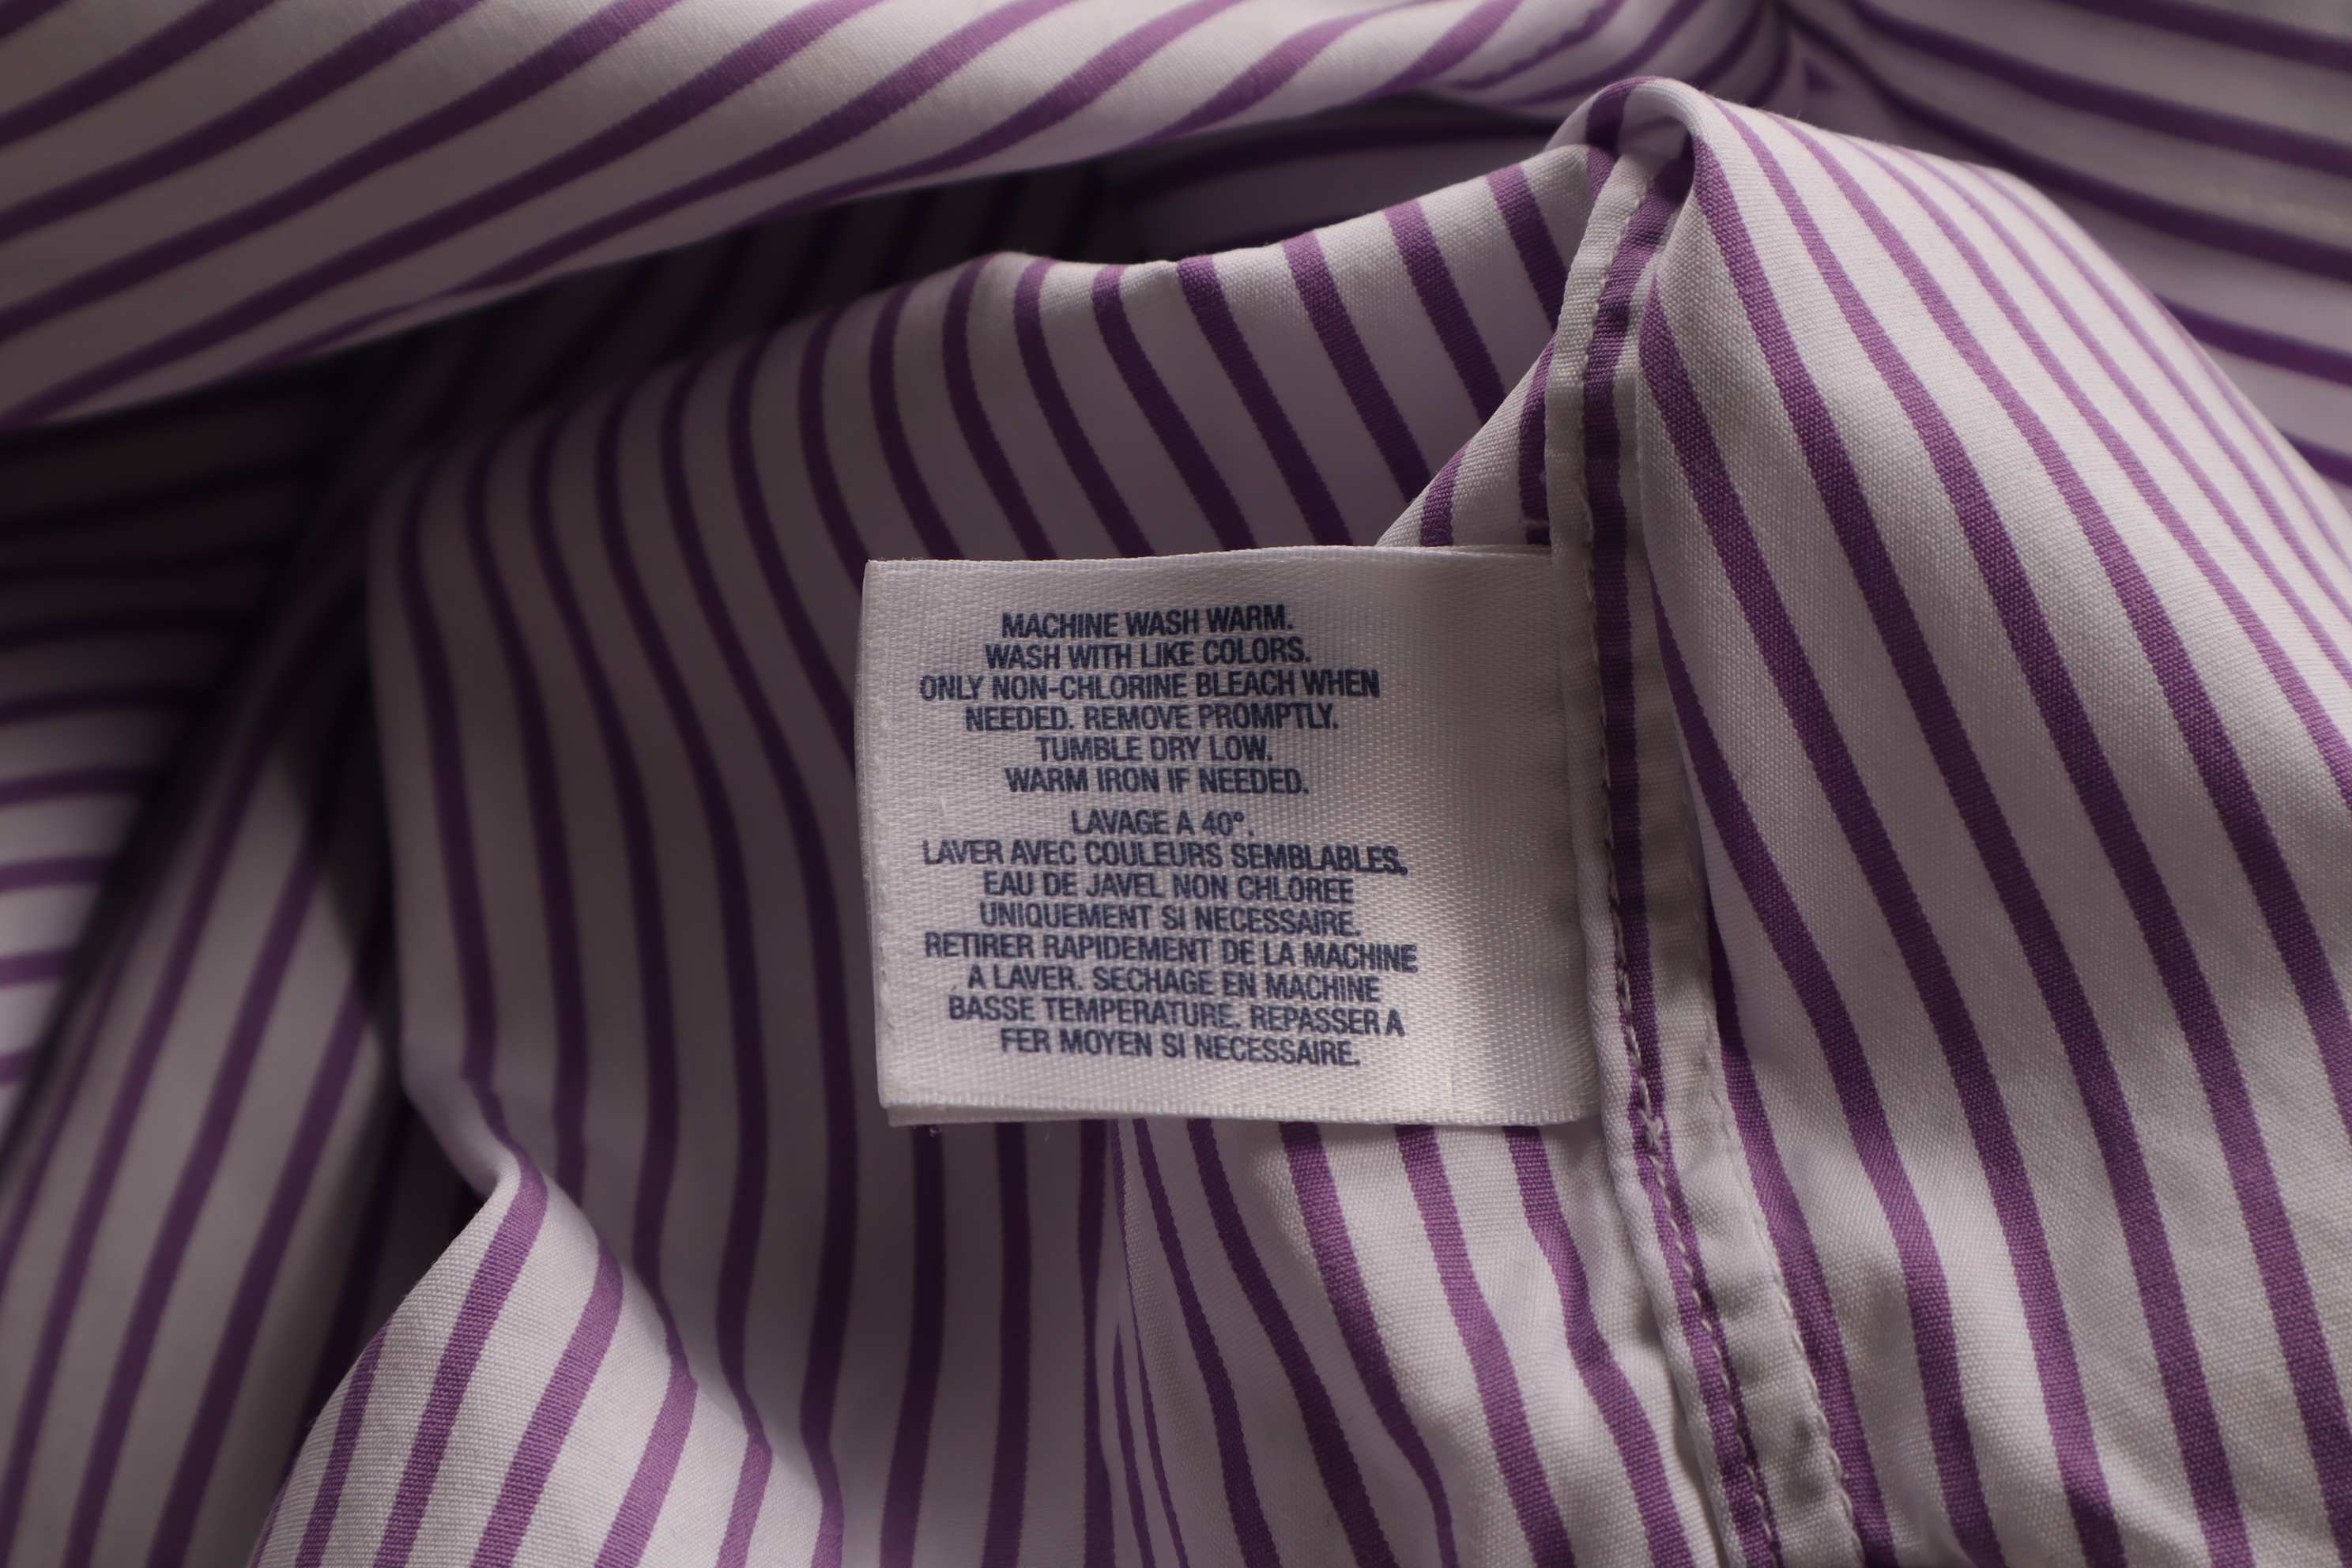 MACHINE WASH WARM.
WASH WITH LIKE COLORS.
ONLY NON-CHLORINE BLEACH WHEN
NEEDED. REMOVE PROMPTLY.
TUMBLE DRY LOW.
WARM IRON IF NEEDED.
LAVAGE A 40°.
LAVER AVEC COULEURS SEMBLABLES.
EAU DE JAVEL NON CHLOREE
UNIQUEMENT SI NECESSAIRE.
RETIRER RAPIDEMENT DE LA MACHINE
A LAVER. SECHAGE EN MACHINE
BASSE TEMPERATURE. REPASSER A
FER MOYEN SI NECESSAIRE.